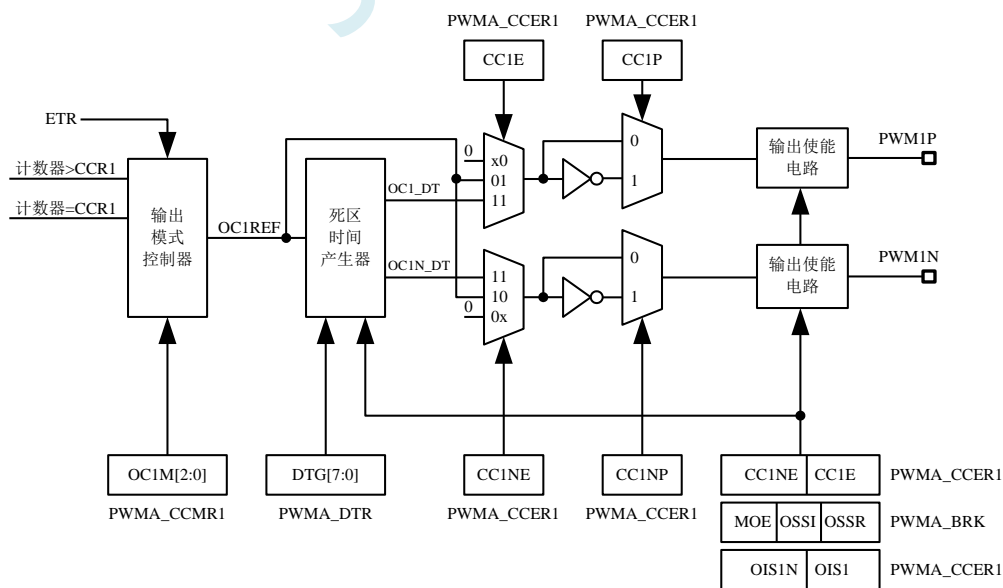 PWMA_CCER1
PWMA_CCER1
CC1E
CC1P
ETR
计数器>CCR1
计数器=CCR1
输出
模式
控制器
OC1REF
死区
时间
产生器
OC1_DT
OC1N_DT
0
x0
01
11
11
10
0
0x
0
1
0
1
输出使能
电路
PWM1P
输出使能
电路
PWM1N
OC1M[2:0]
DTG[7:0]
CC1NE
CC1NP
CC1NE CC1E
PWMA_CCER1
PWMA_CCMR1
PWMA_DTR
PWMA_CCER1
PWMA_CCER1
MOE OSSI OSSR
PWMA_BRK
OIS1N OIS1
PWMA_CCER1